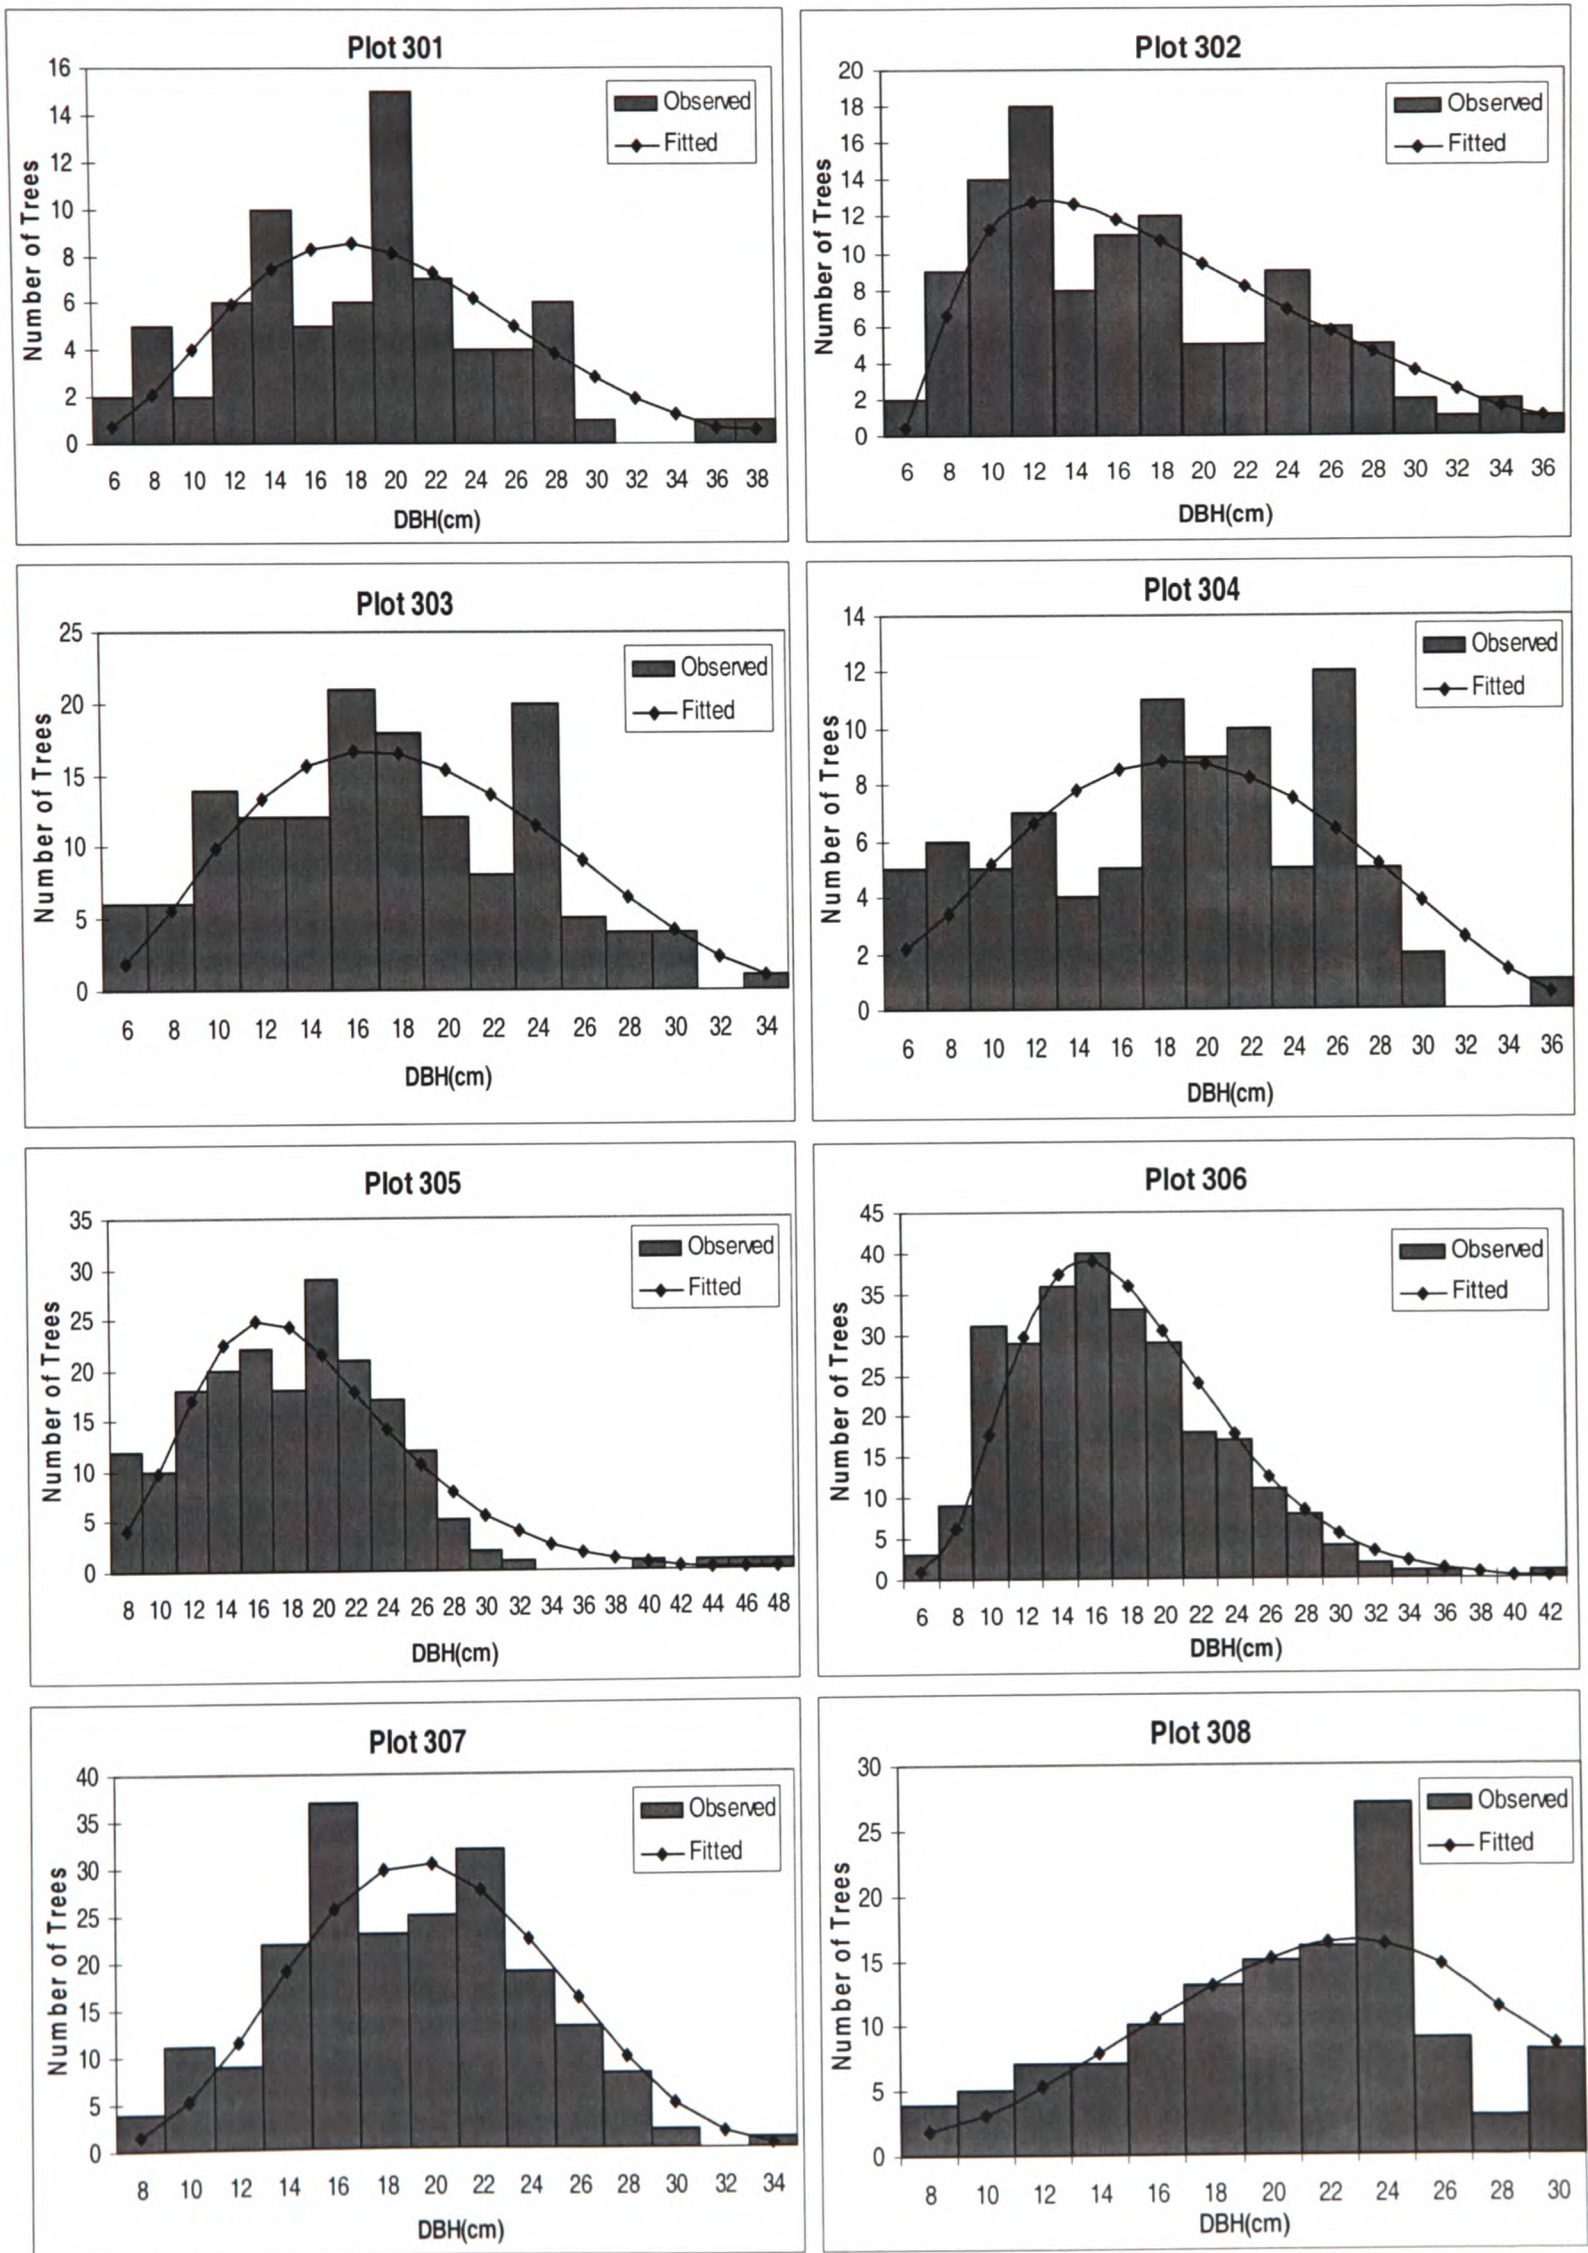 Plot 301
16
14
12
10
8
6
4
2
0
Number of Trees
Observed
Fitted
6 8 10 12 14 16 18 20 22 24 26 28 30 32 34 36 38
DBH(cm)
Plot 302
20
18
16
14
12
10
8
6
4
2
0
Number of Trees
Observed
Fitted
6 8 10 12 14 16 18 20 22 24 26 28 30 32 34 36
DBH(cm)
Plot 303
25
20
15
10
5
0
Number of Trees
Observed
Fitted
6 8 10 12 14 16 18 20 22 24 26 28 30 32 34
DBH(cm)
Plot 304
14
12
10
8
6
4
2
0
Number of Trees
Observed
Fitted
6 8 10 12 14 16 18 20 22 24 26 28 30 32 34 36
DBH(cm)
Plot 305
35
30
25
20
15
10
5
0
Number of Trees
Observed
Fitted
8 10 12 14 16 18 20 22 24 26 28 30 32 34 36 38 40 42 44 46 48
DBH(cm)
Plot 306
45
40
35
30
25
20
15
10
5
0
Number of Trees
Observed
Fitted
6 8 10 12 14 16 18 20 22 24 26 28 30 32 34 36 38 40 42
DBH(cm)
Plot 307
40
35
30
25
20
15
10
5
0
Number of Trees
Observed
Fitted
8 10 12 14 16 18 20 22 24 26 28 30 32 34
DBH(cm)
Plot 308
30
25
20
15
10
5
0
Number of Trees
Observed
Fitted
8 10 12 14 16 18 20 22 24 26 28 30
DBH(cm)